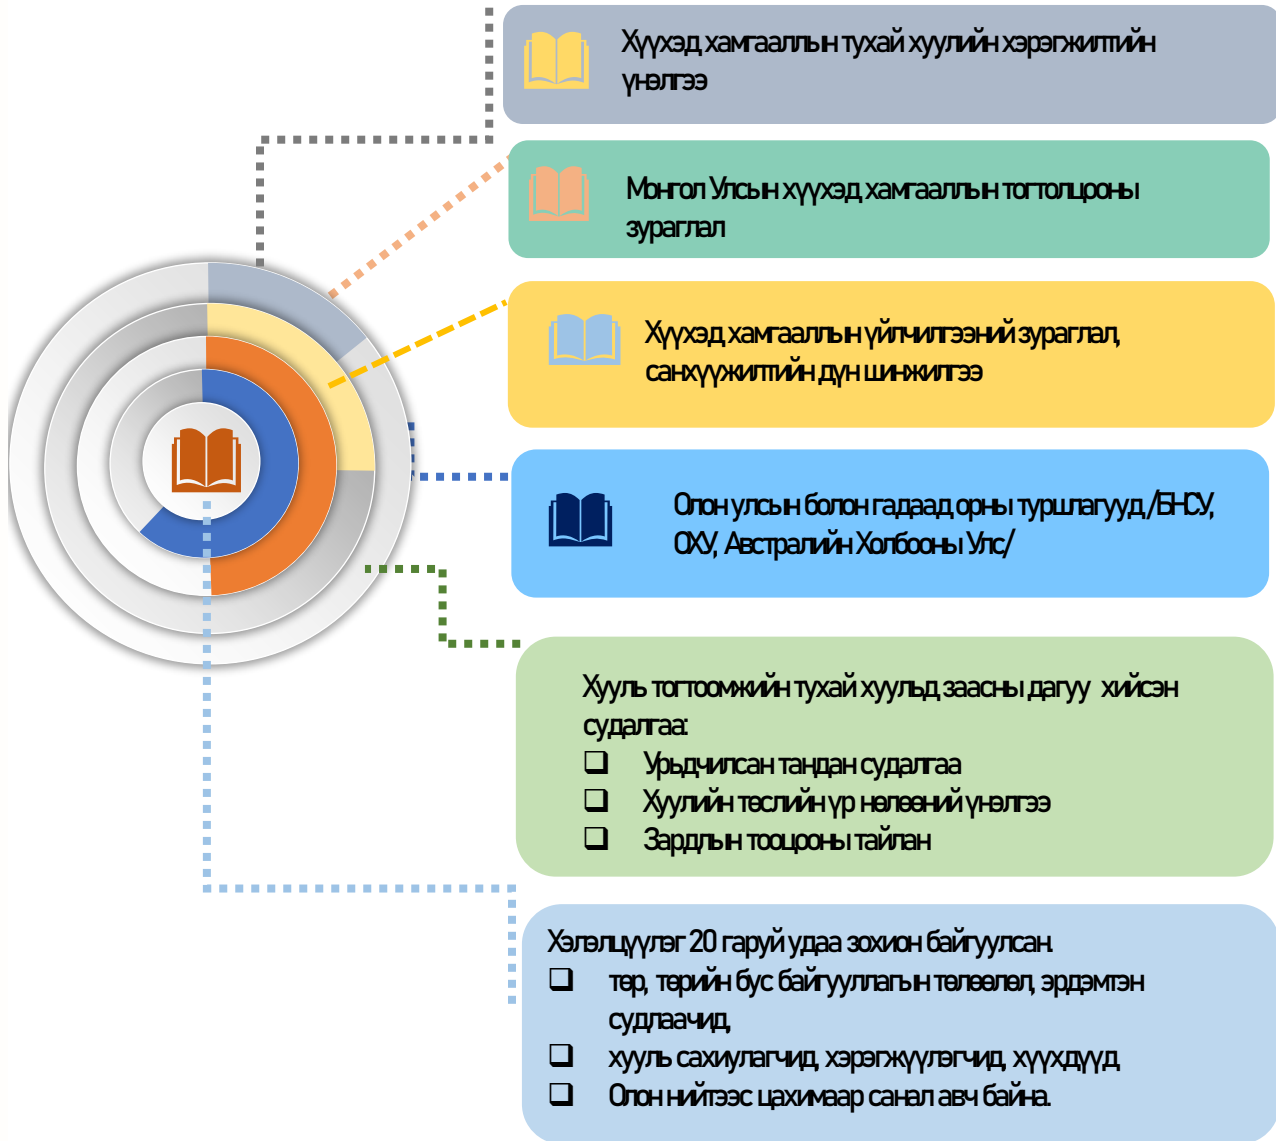 Хүүхэд хамгааллын тухай хуулийн хэрэгжилтийн
үнэлгээ
Монгол Улсын хүүхэд хамгааллын тогтолцооны
зураглал
Хүүхэд хамгааллын үйлчилгээний зураглал,
санхүүжилтийн дүн шинжилгээ
Олон улсын болон гадаад орны туршлагууд /БНСУ,
ОХУ, Австралийн Холбооны Улс/
Хууль тогтоомжийн тухай хуульд заасны дагуу хийсэн
судалгаа:
❑ Урьдчилсан тандан судалгаа
❑ Хуулийн төслийн үр нөлөөний үнэлгээ
❑ Зардлын тооцооны тайлан
Хэлэлцүүлэг 20 гаруй удаа зохион байгуулсан.
❑ төр, төрийн бус байгууллагын төлөөлөл, эрдэмтэн
судлаачид,
❑ хууль сахиулагчид, хэрэгжүүлэгчид, хүүхдүүд
❑ Олон нийтээс цахимаар санал авч байна.